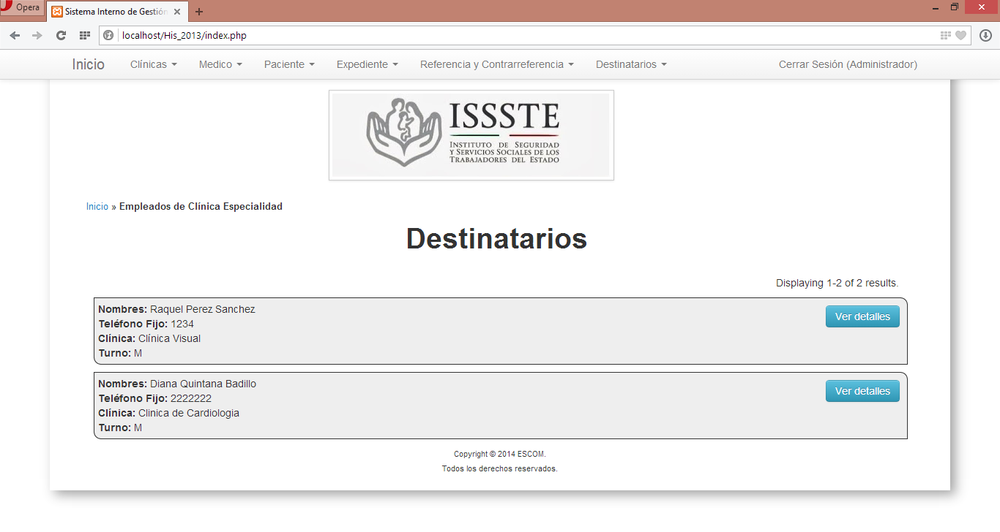 Opera
Sistema Interno de Gestión
localhost/His_2013/index.php
Inicio Clínicas Medico Paciente Expediente Referencia y Contrarreferencia Destinatarios Cerrar Sesión (Administrador)
ISSSTE
INSTITUTO DE SEGURIDAD
Y SERVICIOS SOCIALES DE LOS
TRABAJADORES DEL ESTADO
Inicio » Empleados de Clínica Especialidad
Destinatarios
Displaying 1-2 of 2 results.
Nombres: Raquel Perez Sanchez
Ver detalles
Teléfono Fijo: 1234
Clínica: Clínica Visual
Turno: M
Nombres: Diana Quintana Badillo
Ver detalles
Teléfono Fijo: 2222222
Clínica: Clinica de Cardiologia
Turno: M
Copyright © 2014 ESCOM.
Todos los derechos reservados.